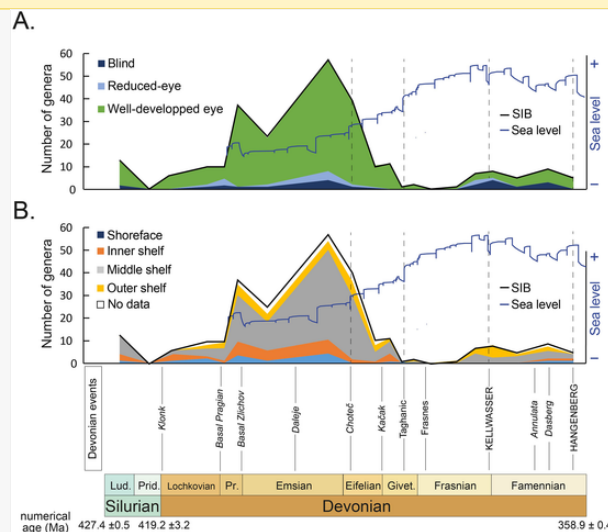 A.
60
50
40
30
20
10
0
Number of genera
Blind
Reduced-eye
Well-developped eye
SIB
Sea level
+
Sea level
−
B.
60
50
40
30
20
10
0
Number of genera
Shoreface
Inner shelf
Middle shelf
Outer shelf
No data
SIB
Sea level
+
Sea level
−
Devonian events
Klonk
Basal Pragian
Basal Zlichov
Daleje
Choteč
Kačák
Taghanic
Frasnes
KELLWASSER
Annulata
Dasberg
HANGENBERG
Lud. Prid. Lochkovian Pr. Emsian Eifelian Givet. Frasnian Famennian
Silurian Devonian
numerical
age (Ma) 427.4 ±0.5 419.2 ±3.2 358.9 ± 0.4